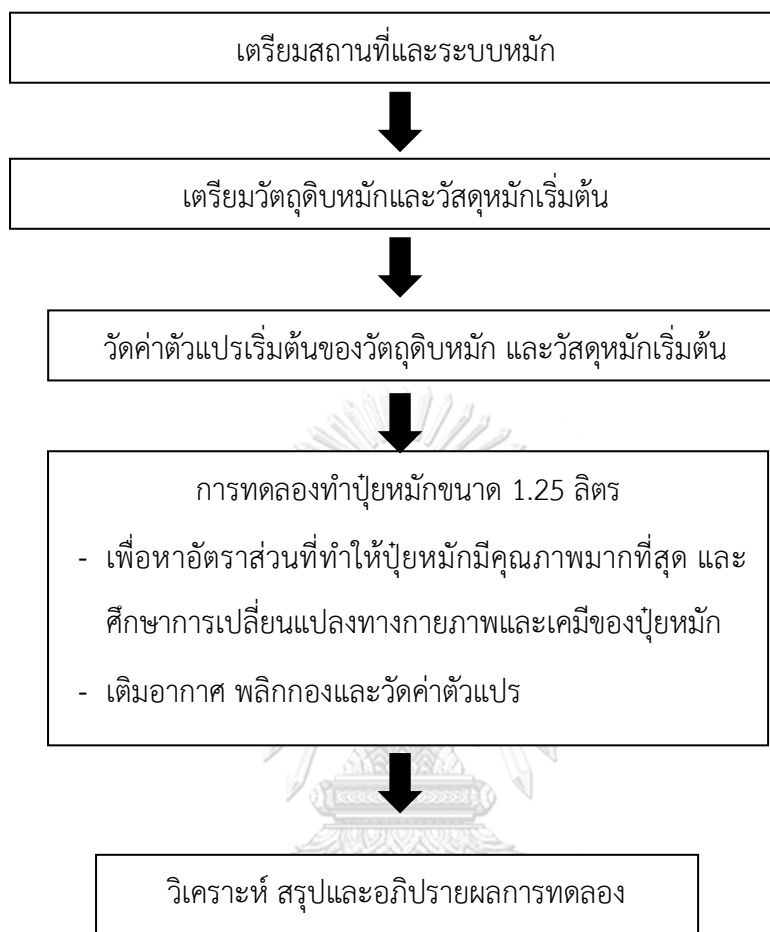 เตรียมสถานที่และระบบหมัก
เตรียมวัตถุดิบหมักและวัสดุหมักเริ่มต้น
วัดค่าตัวแปรเริ่มต้นของวัตถุดิบหมัก และวัสดุหมักเริ่มต้น
การทดลองทำปุ๋ยหมักขนาด 1.25 ลิตร
- เพื่อหาอัตราส่วนที่ทำให้ปุ๋ยหมักมีคุณภาพมากที่สุด และ
ศึกษาการเปลี่ยนแปลงทางกายภาพและเคมีของปุ๋ยหมัก
- เติมอากาศ พลิกกองและวัดค่าตัวแปร
วิเคราะห์ สรุปและอภิปรายผลการทดลอง